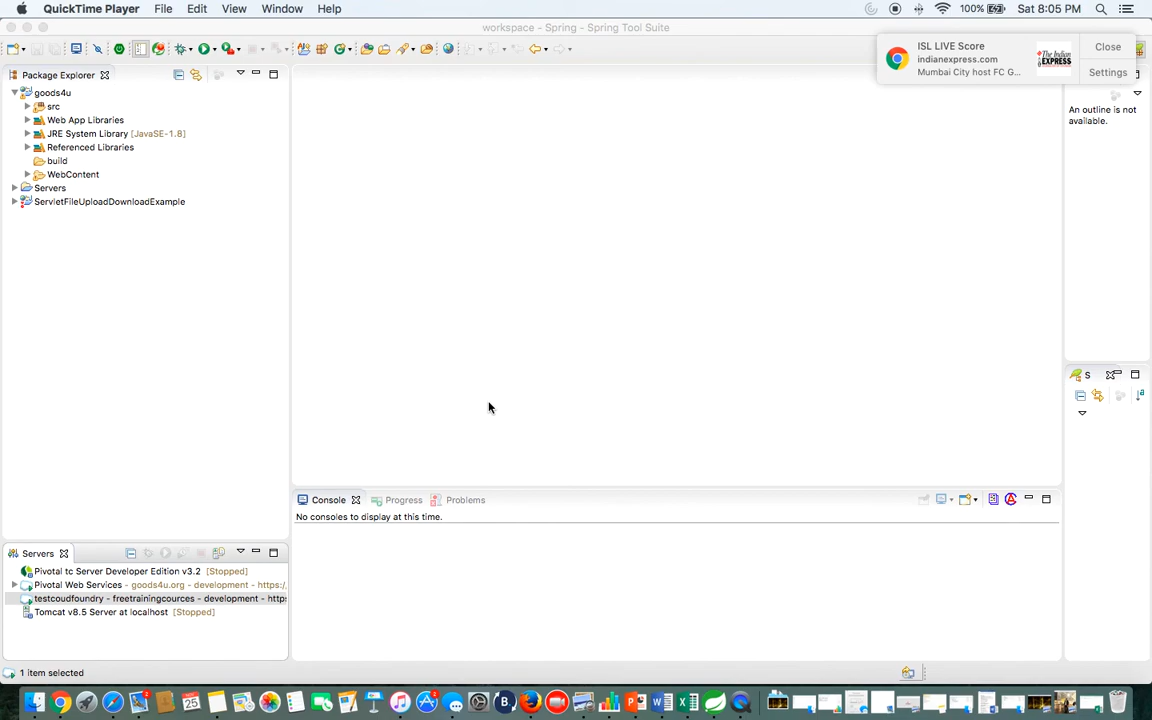 QuickTime Player File Edit View Window Help 100% Sat 8:05 PM
workspace - Spring - Spring Tool Suite
ISL LIVE Score
indianexpress.com
Mumbai City host FC G...
The Indian
EXPRESS
Close
Settings
Package Explorer
goods4u
src
Web App Libraries
JRE System Library [JavaSE-1.8]
Referenced Libraries
build
WebContent
Servers
ServletFileUploadDownloadExample
An outline is not
available.
S
Console Progress Problems
No consoles to display at this time.
Servers
Pivotal tc Server Developer Edition v3.2 [Stopped]
Pivotal Web Services - goods4u.org - development - https:/
testcoudfoundry - freetrainingcources - development - http
Tomcat v8.5 Server at localhost [Stopped]
1 item selected